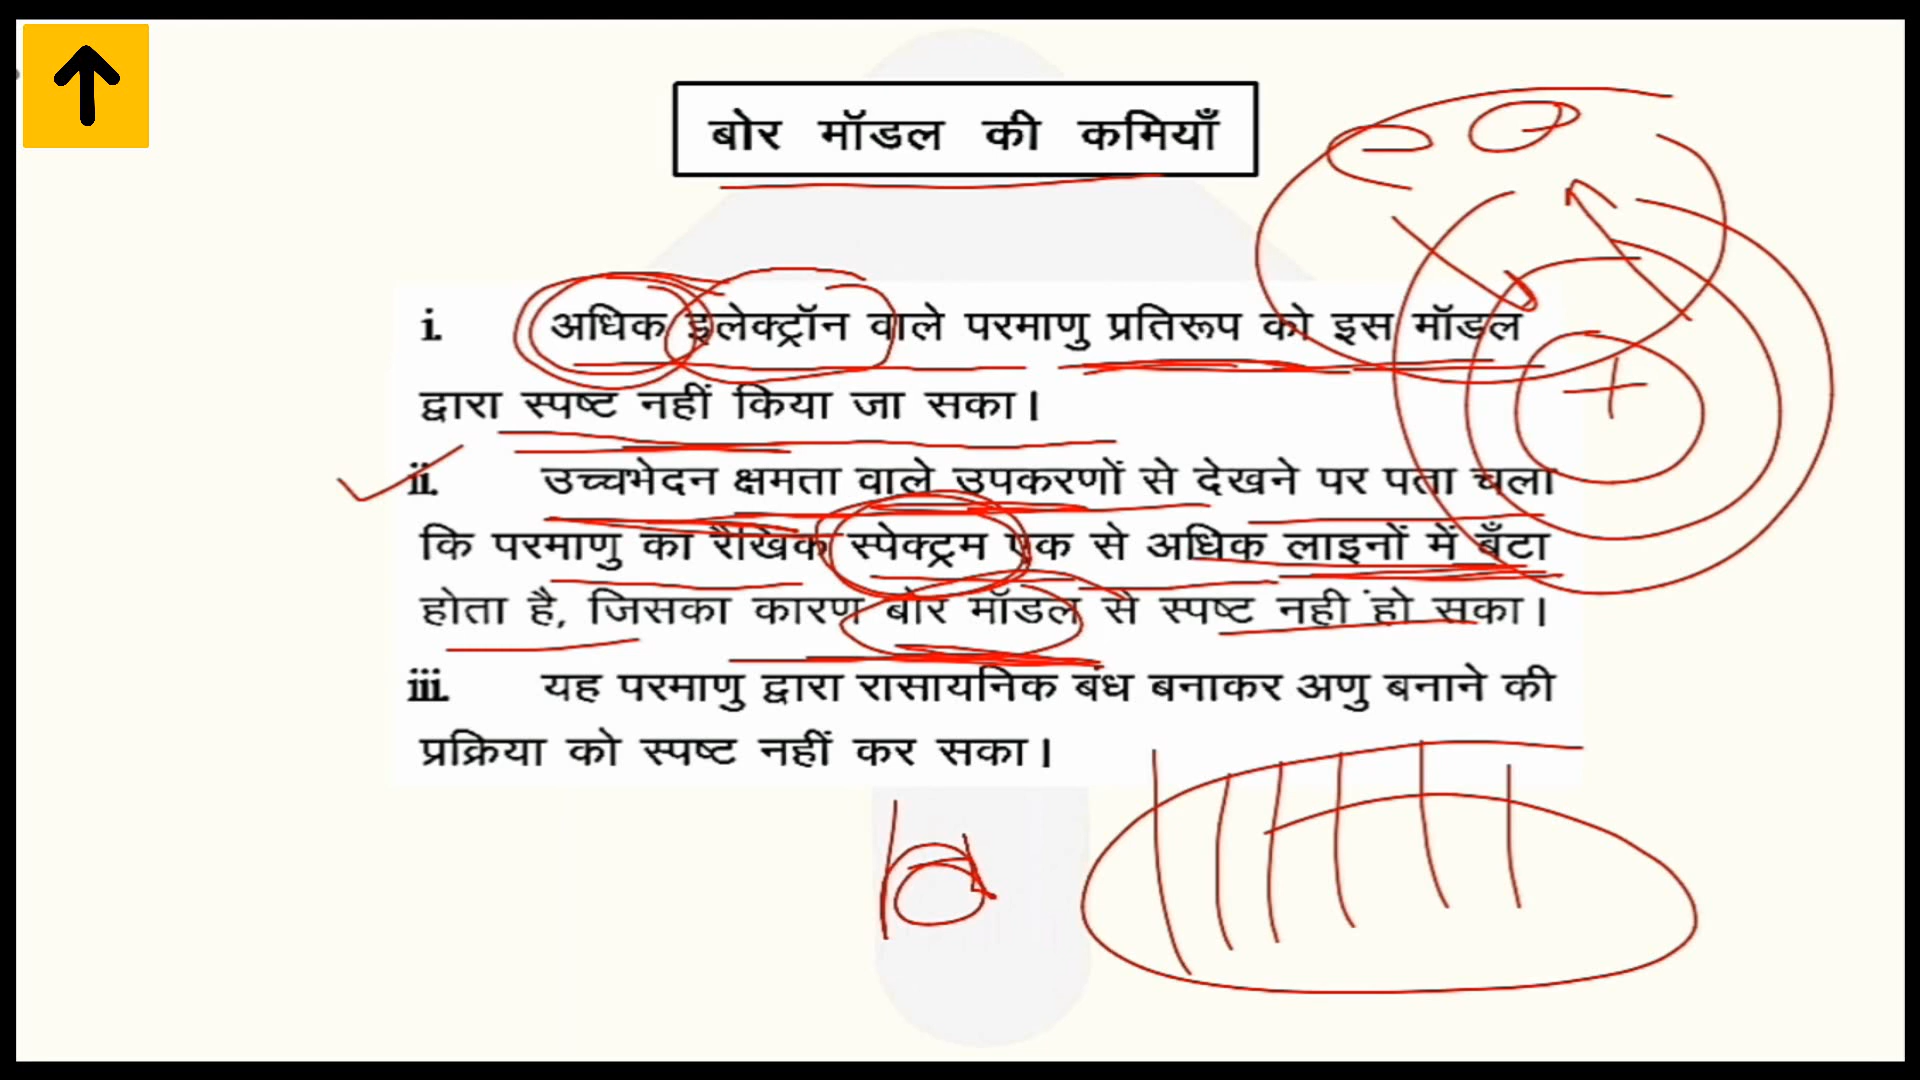 बोर मॉडल की कमियाँ
i. अधिक इलेक्ट्रॉन वाले परमाणु प्रतिरूप को इस मॉडल
द्वारा स्पष्ट नहीं किया जा सका।
ii. उच्चभेदन क्षमता वाले उपकरणों से देखने पर पता चला
कि परमाणु का रैखिक स्पेक्ट्रम एक से अधिक लाइनों में बँटा
होता है, जिसका कारण बोर मॉडल से स्पष्ट नही हो सका।
iii. यह परमाणु द्वारा रासायनिक बंध बनाकर अणु बनाने की
प्रक्रिया को स्पष्ट नहीं कर सका।